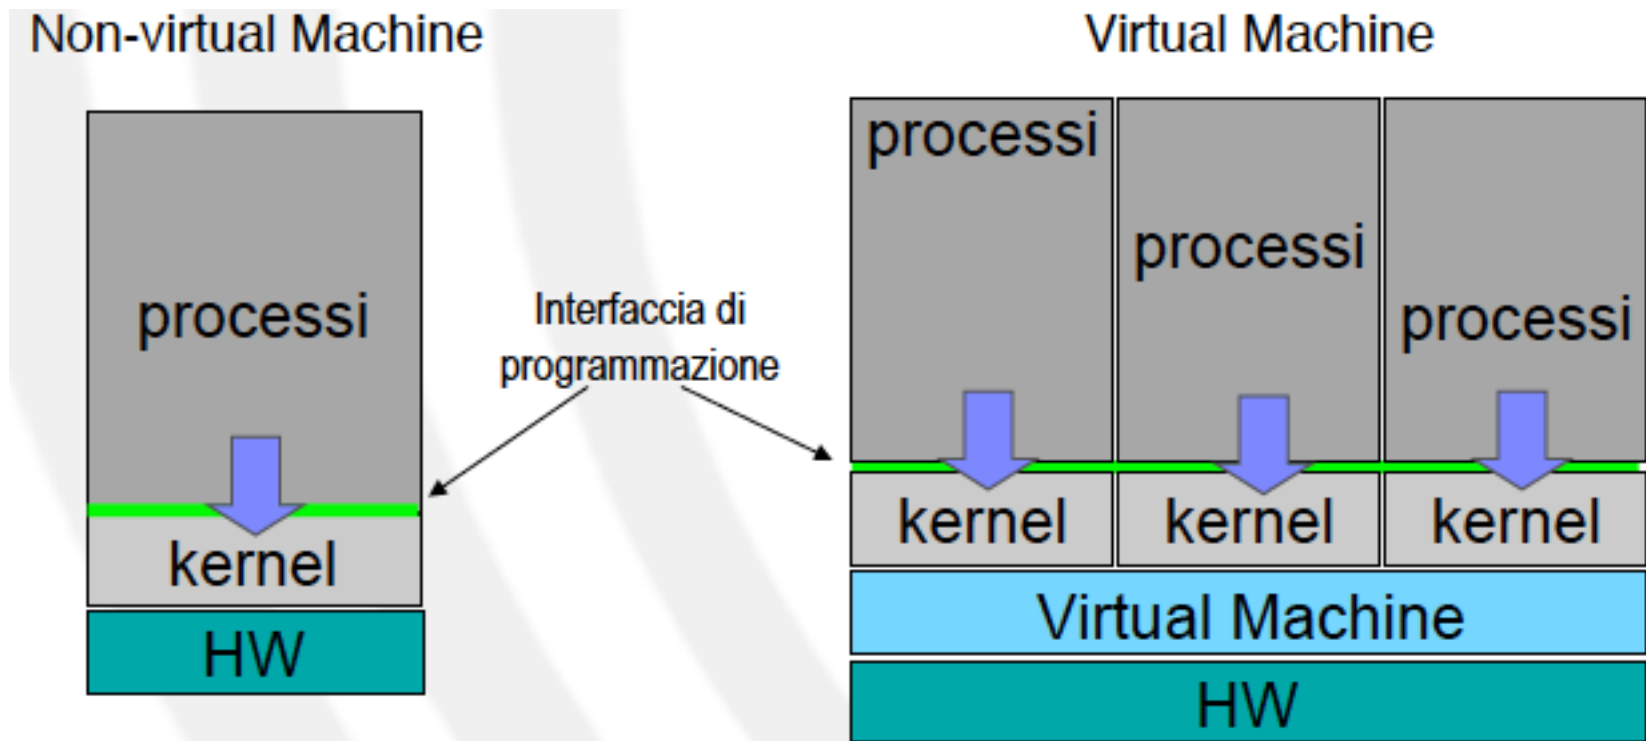 Non-virtual Machine
processi
kernel
HW
Interfaccia di
programmazione
Virtual Machine
processi
processi
processi
kernel
kernel
kernel
Virtual Machine
HW